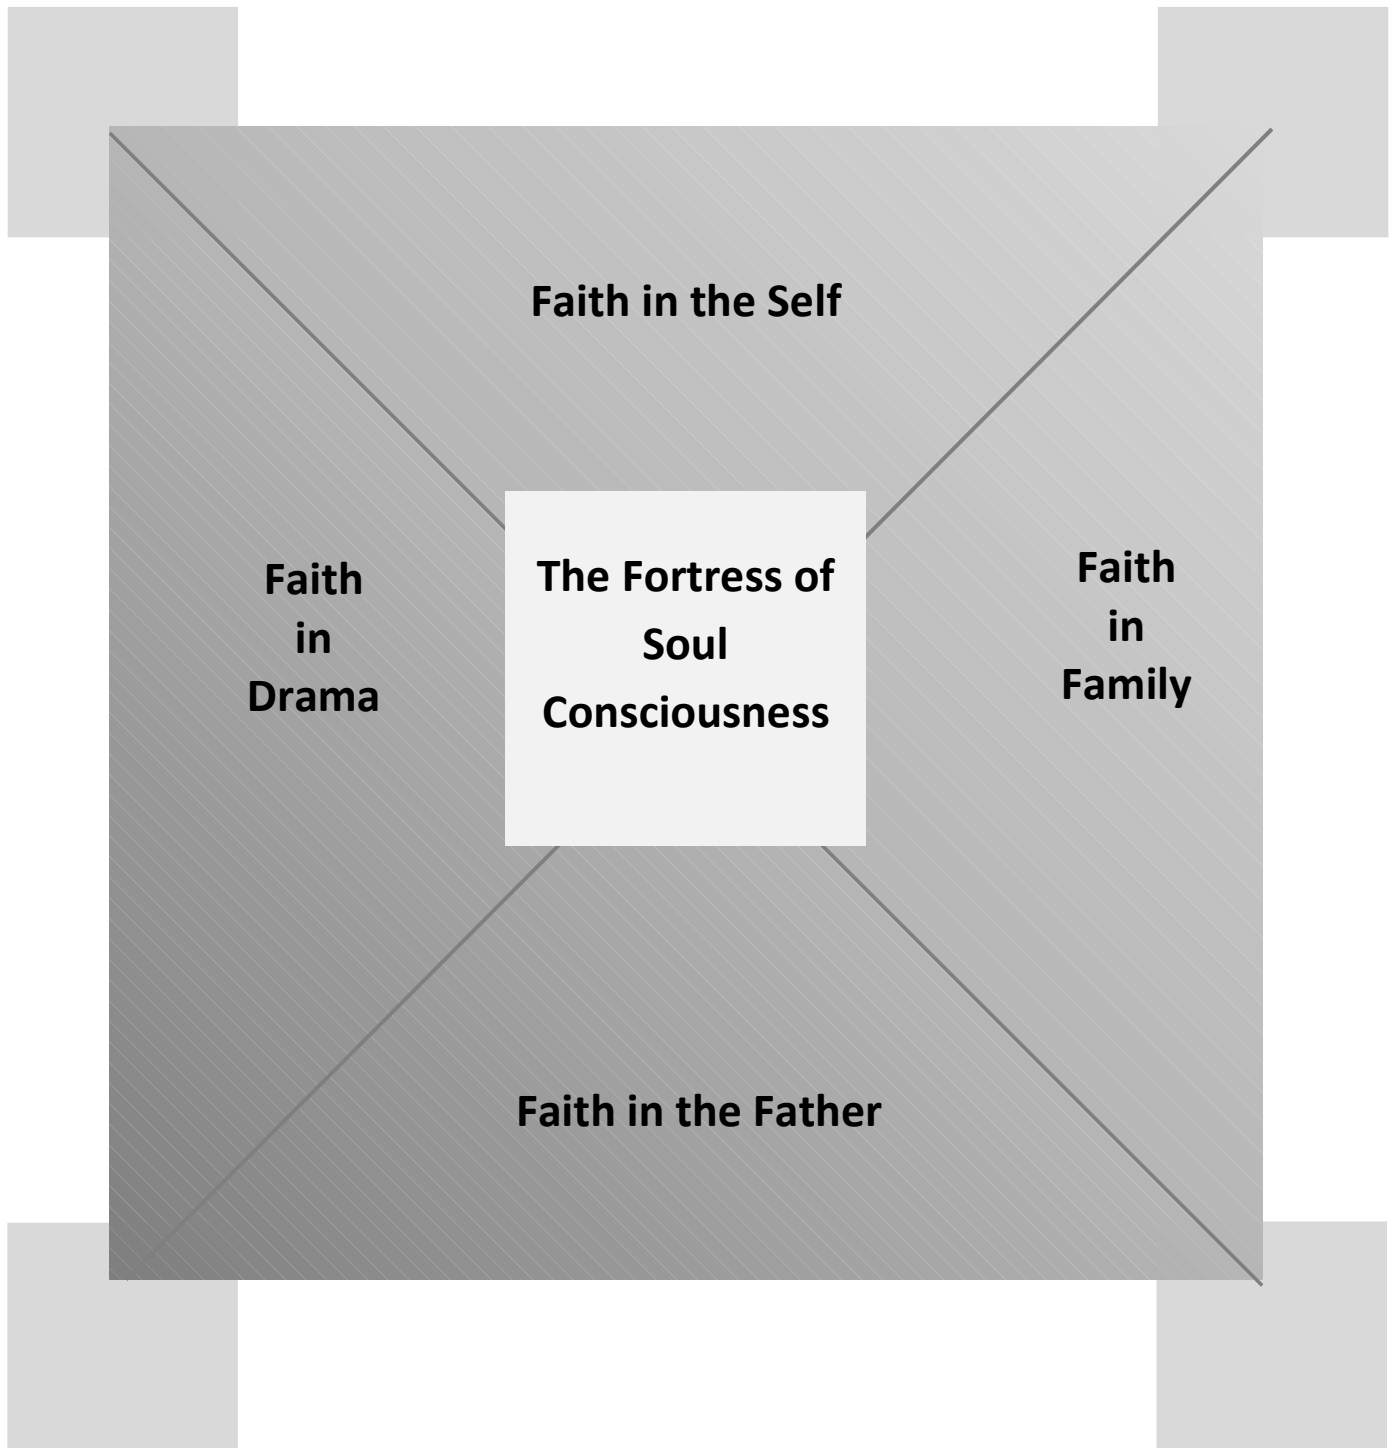 Faith in the Self
Faith
in
Drama
The Fortress of
Soul
Consciousness
Faith
in
Family
Faith in the Father